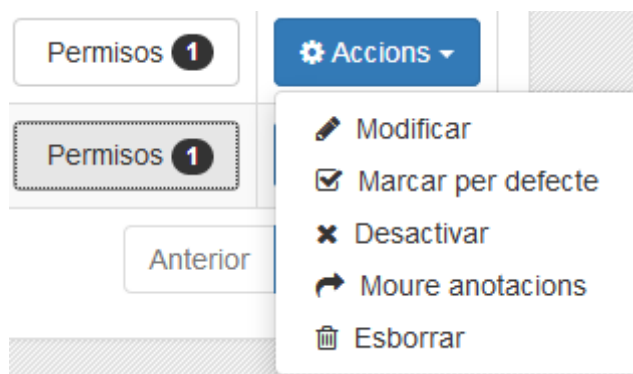 Permisos 1
Accions
Permisos 1
Modificar
Marcar per defecte
Desactivar
Moure anotacions
Esborrar
Anterior